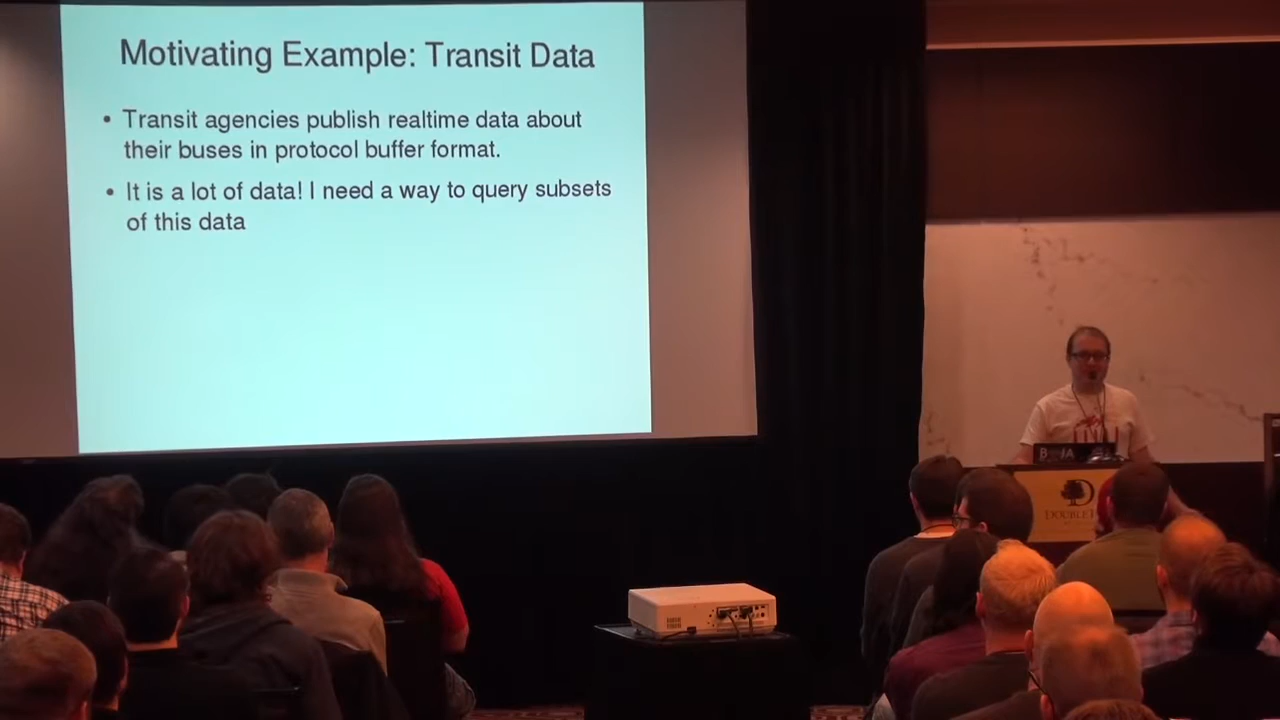 Motivating Example: Transit Data
• Transit agencies publish realtime data about
their buses in protocol buffer format.
• It is a lot of data! I need a way to query subsets
of this data